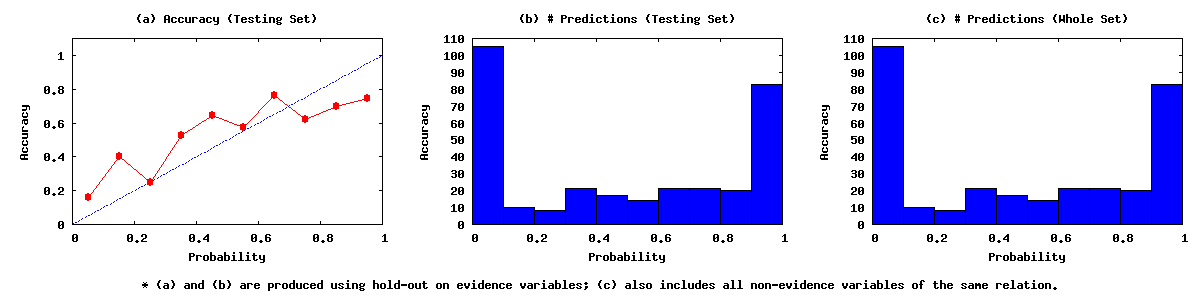 (a) Accuracy (Testing Set)
(b) # Predictions (Testing Set)
(c) # Predictions (Whole Set)
Accuracy
1
0.8
0.6
0.4
0.2
0
0 0.2 0.4 0.6 0.8 1
Probability
Accuracy
110
100
90
80
70
60
50
40
30
20
10
0
0 0.2 0.4 0.6 0.8 1
Probability
Accuracy
110
100
90
80
70
60
50
40
30
20
10
0
0 0.2 0.4 0.6 0.8 1
Probability
* (a) and (b) are produced using hold-out on evidence variables; (c) also includes all non-evidence variables of the same relation.